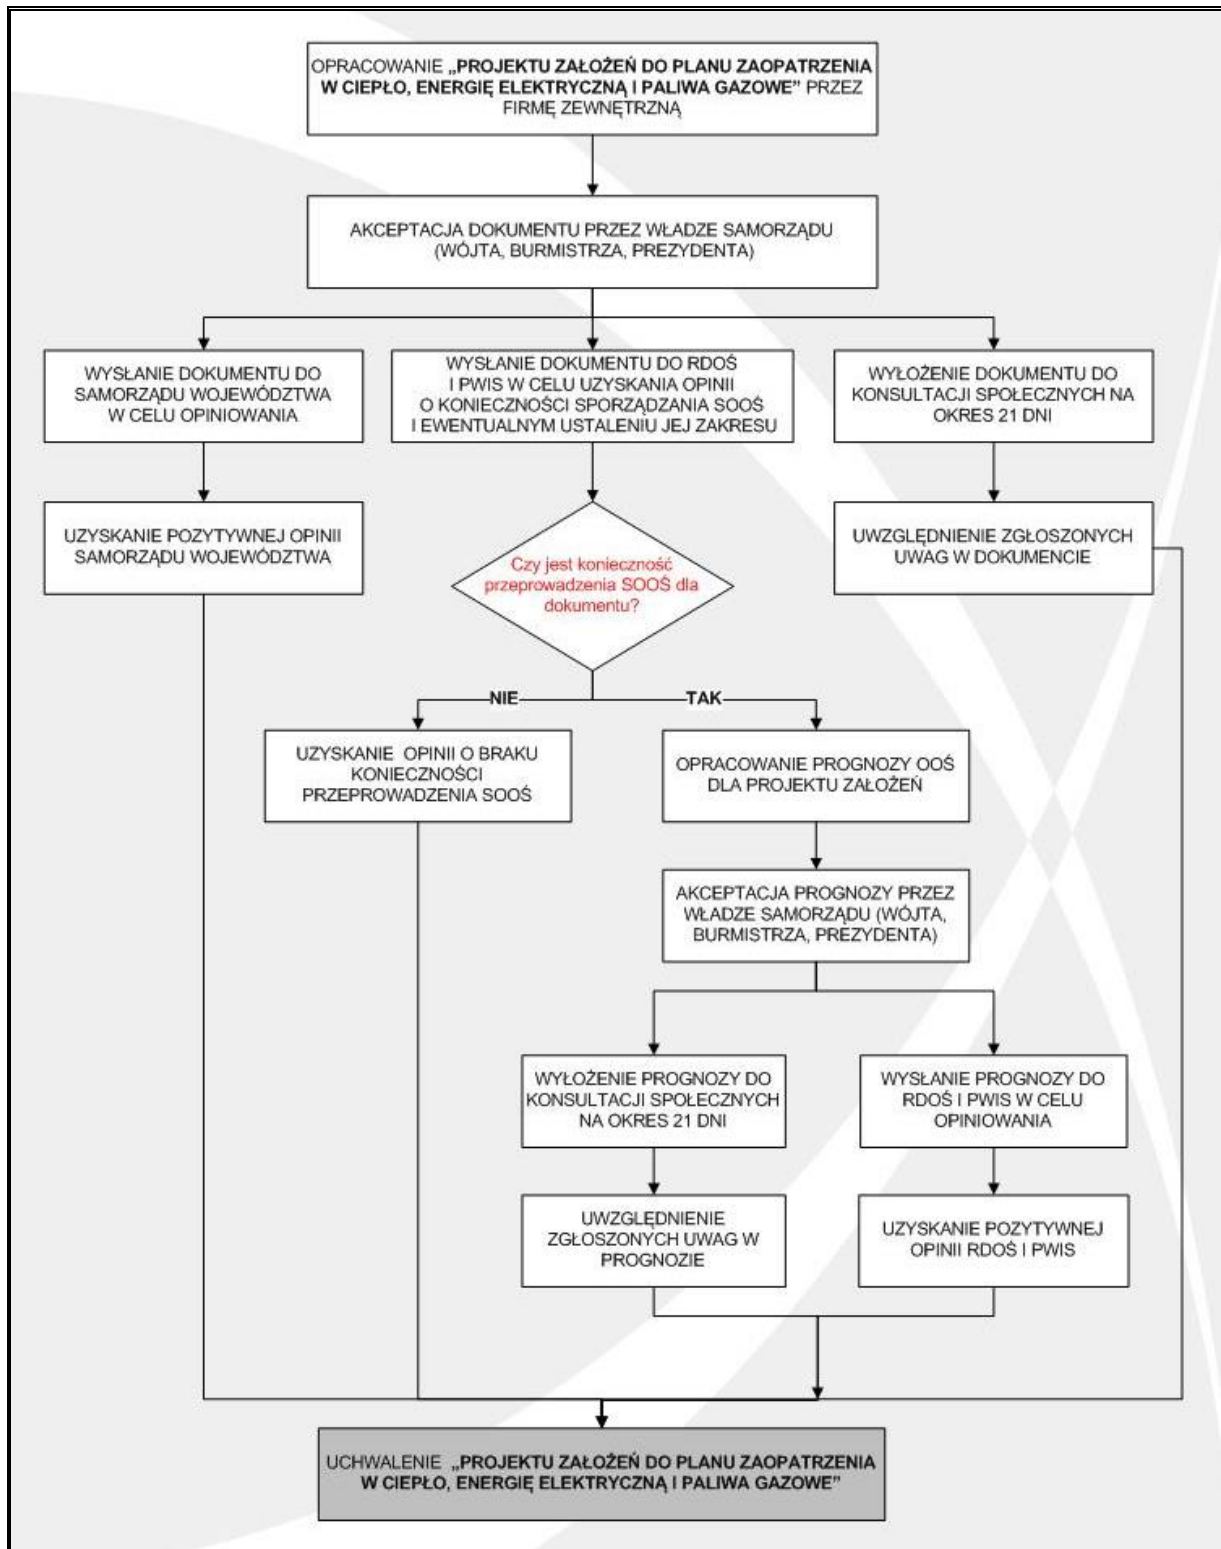 OPRACOWANIE „PROJEKTU ZAŁOŻEŃ DO PLANU ZAOPATRZENIA
W CIEPŁO, ENERGIĘ ELEKTRYCZNĄ I PALIWA GAZOWE” PRZEZ
FIRMĘ ZEWNĘTRZNĄ
AKCEPTACJA DOKUMENTU PRZEZ WŁADZE SAMORZĄDU
(WÓJTA, BURMISTRZA, PREZYDENTA)
WYSŁANIE DOKUMENTU DO
SAMORZĄDU WOJEWÓDZTWA
W CELU OPINIOWANIA
WYSŁANIE DOKUMENTU DO RDOŚ
I PWIS W CELU UZYSKANIA OPINII
O KONIECZNOŚCI SPORZĄDZANIA SOOŚ
I EWENTUALNYM USTALENIU JEJ ZAKRESU
WYŁOŻENIE DOKUMENTU DO
KONSULTACJI SPOŁECZNYCH NA
OKRES 21 DNI
UZYSKANIE POZYTYWNEJ OPINII
SAMORZĄDU WOJEWÓDZTWA
Czy jest konieczność
przeprowadzenia SOOŚ dla
dokumentu?
UWZGLĘDNIENIE ZGŁOSZONYCH
UWAG W DOKUMENCIE
NIE
TAK
UZYSKANIE OPINII O BRAKU
KONIECZNOŚCI
PRZEPROWADZENIA SOOŚ
OPRACOWANIE PROGNOZY OOŚ
DLA PROJEKTU ZAŁOŻEŃ
AKCEPTACJA PROGNOZY PRZEZ
WŁADZE SAMORZĄDU (WÓJTA,
BURMISTRZA, PREZYDENTA)
WYŁOŻENIE PROGNOZY DO
KONSULTACJI SPOŁECZNYCH
NA OKRES 21 DNI
WYSŁANIE PROGNOZY DO
RDOŚ I PWIS W CELU
OPINIOWANIA
UWZGLĘDNIENIE
ZGŁOSZONYCH UWAG W
PROGNOZIE
UZYSKANIE POZYTYWNEJ
OPINII RDOŚ I PWIS
UCHWALENIE „PROJEKTU ZAŁOŻEŃ DO PLANU ZAOPATRZENIA
W CIEPŁO, ENERGIĘ ELEKTRYCZNĄ I PALIWA GAZOWE”